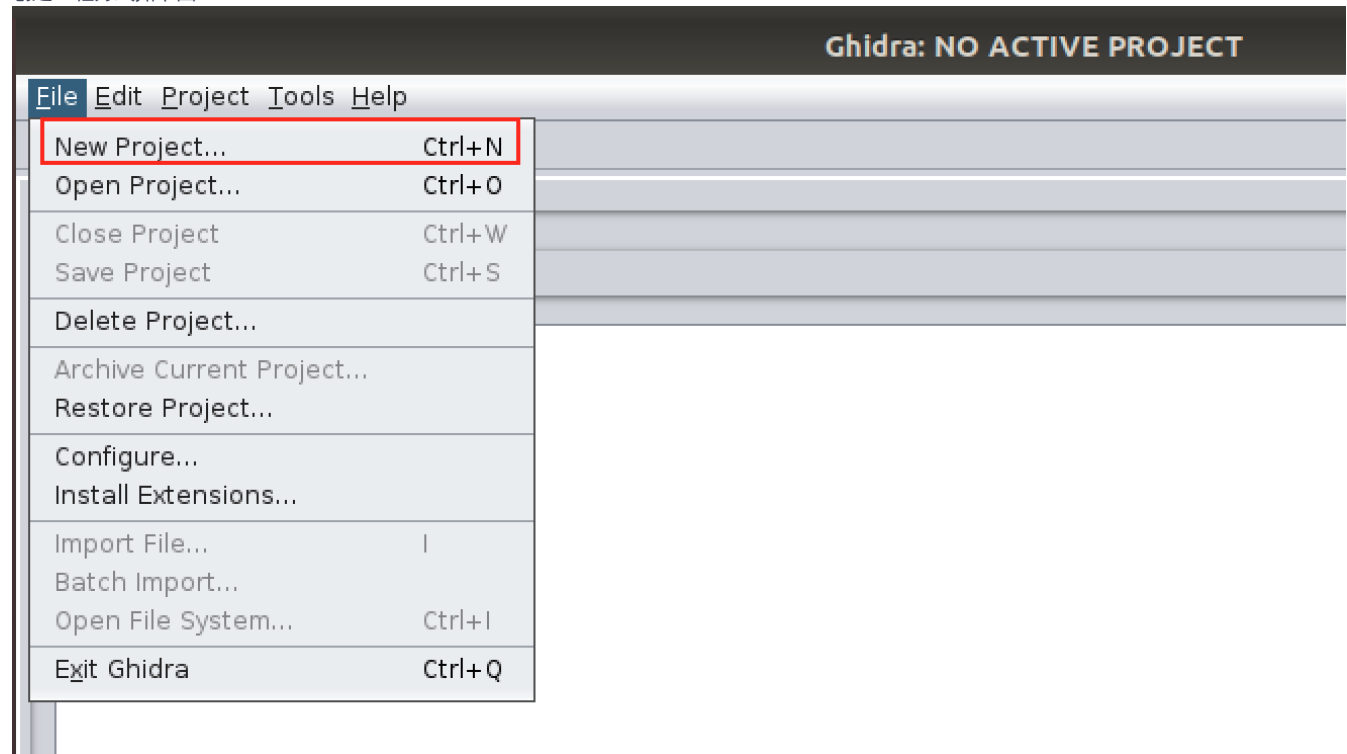 Ghidra: NO ACTIVE PROJECT
File Edit Project Tools Help
New Project... Ctrl+N
Open Project... Ctrl+O
Close Project Ctrl+W
Save Project Ctrl+S
Delete Project...
Archive Current Project...
Restore Project...
Configure...
Install Extensions...
Import File... I
Batch Import...
Open File System... Ctrl+I
Exit Ghidra Ctrl+Q